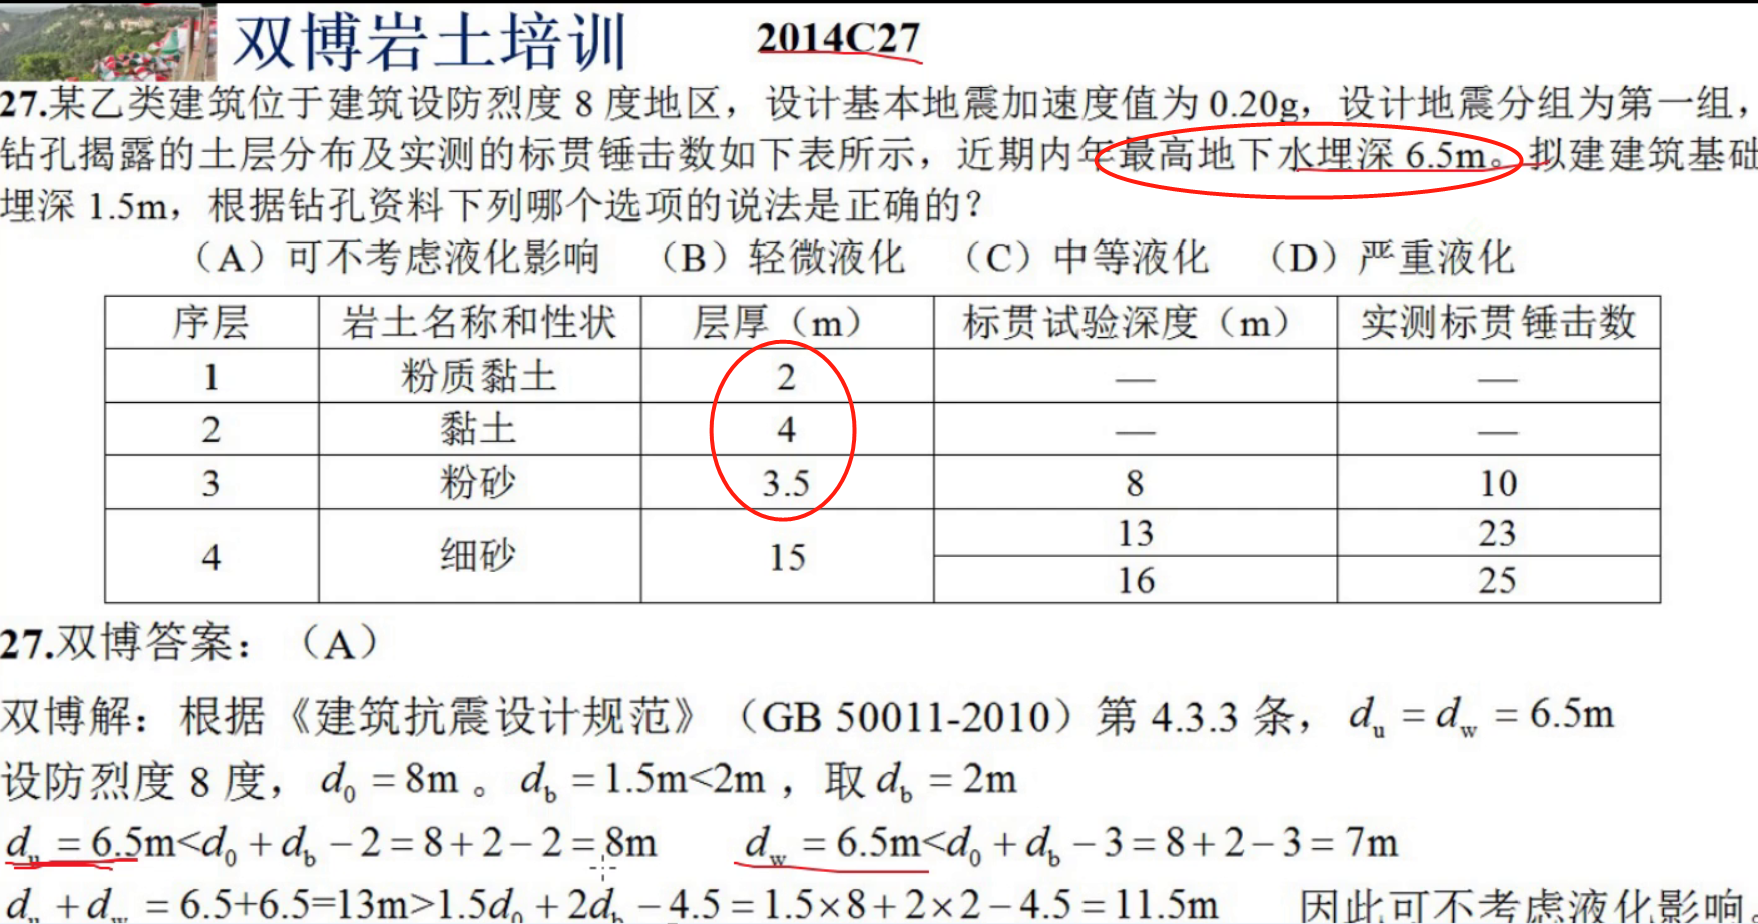 双博岩土培训 2014C27
27.某乙类建筑位于建筑设防烈度 8 度地区，设计基本地震加速度值为 0.20g，设计地震分组为第一组，
钻孔揭露的土层分布及实测的标贯锤击数如下表所示，近期内年最高地下水埋深 6.5m。拟建建筑基础
埋深 1.5m，根据钻孔资料下列哪个选项的说法是正确的？
（A）可不考虑液化影响 （B）轻微液化 （C）中等液化 （D）严重液化
序层 岩土名称和性状 层厚（m） 标贯试验深度（m） 实测标贯锤击数
1 粉质黏土 2 — —
2 黏土 4 — —
3 粉砂 3.5 8 10
4 细砂 15 13 23
16 25
27.双博答案：（A）
双博解：根据《建筑抗震设计规范》（GB 50011-2010）第 4.3.3 条， d_u = d_w = 6.5m
设防烈度 8 度， d_0 = 8m 。 d_b = 1.5m<2m ，取 d_b = 2m
d_u = 6.5m<d_0 + d_b − 2 = 8 + 2 − 2 = 8m d_w = 6.5m<d_0 + d_b − 3 = 8 + 2 − 3 = 7m
d_u + d_w = 6.5+6.5=13m>1.5d_0 + 2d_b − 4.5 = 1.5×8 + 2×2 − 4.5 = 11.5m 因此可不考虑液化影响。